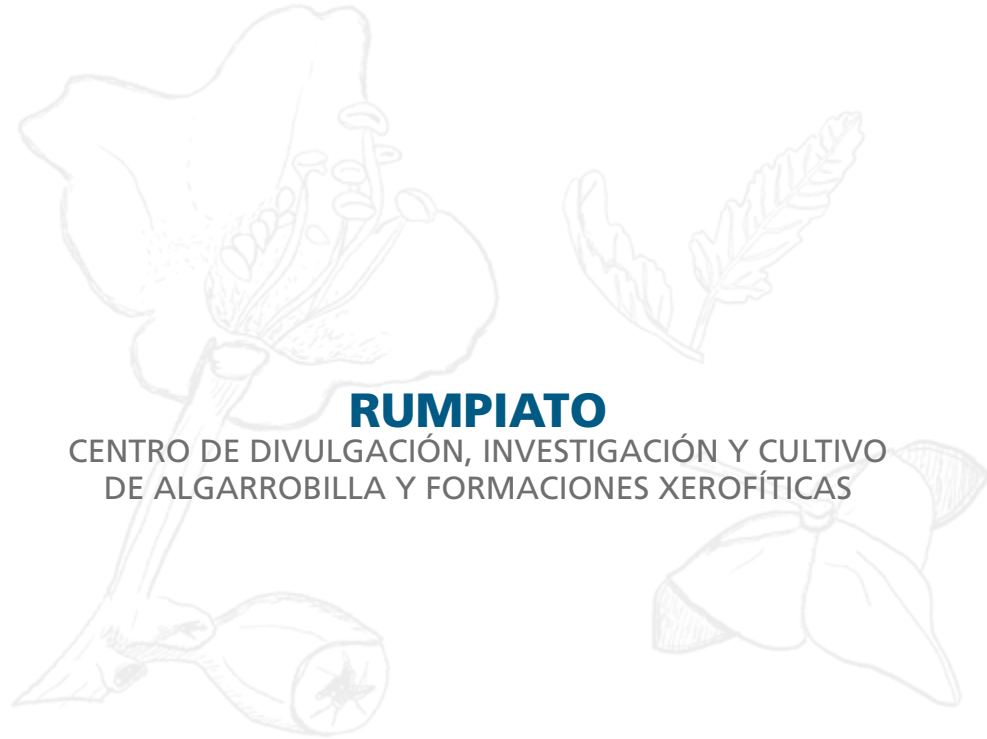 RUMPIATO
CENTRO DE DIVULGACIÓN, INVESTIGACIÓN Y CULTIVO
DE ALGARROBILLA Y FORMACIONES XEROFÍTICAS